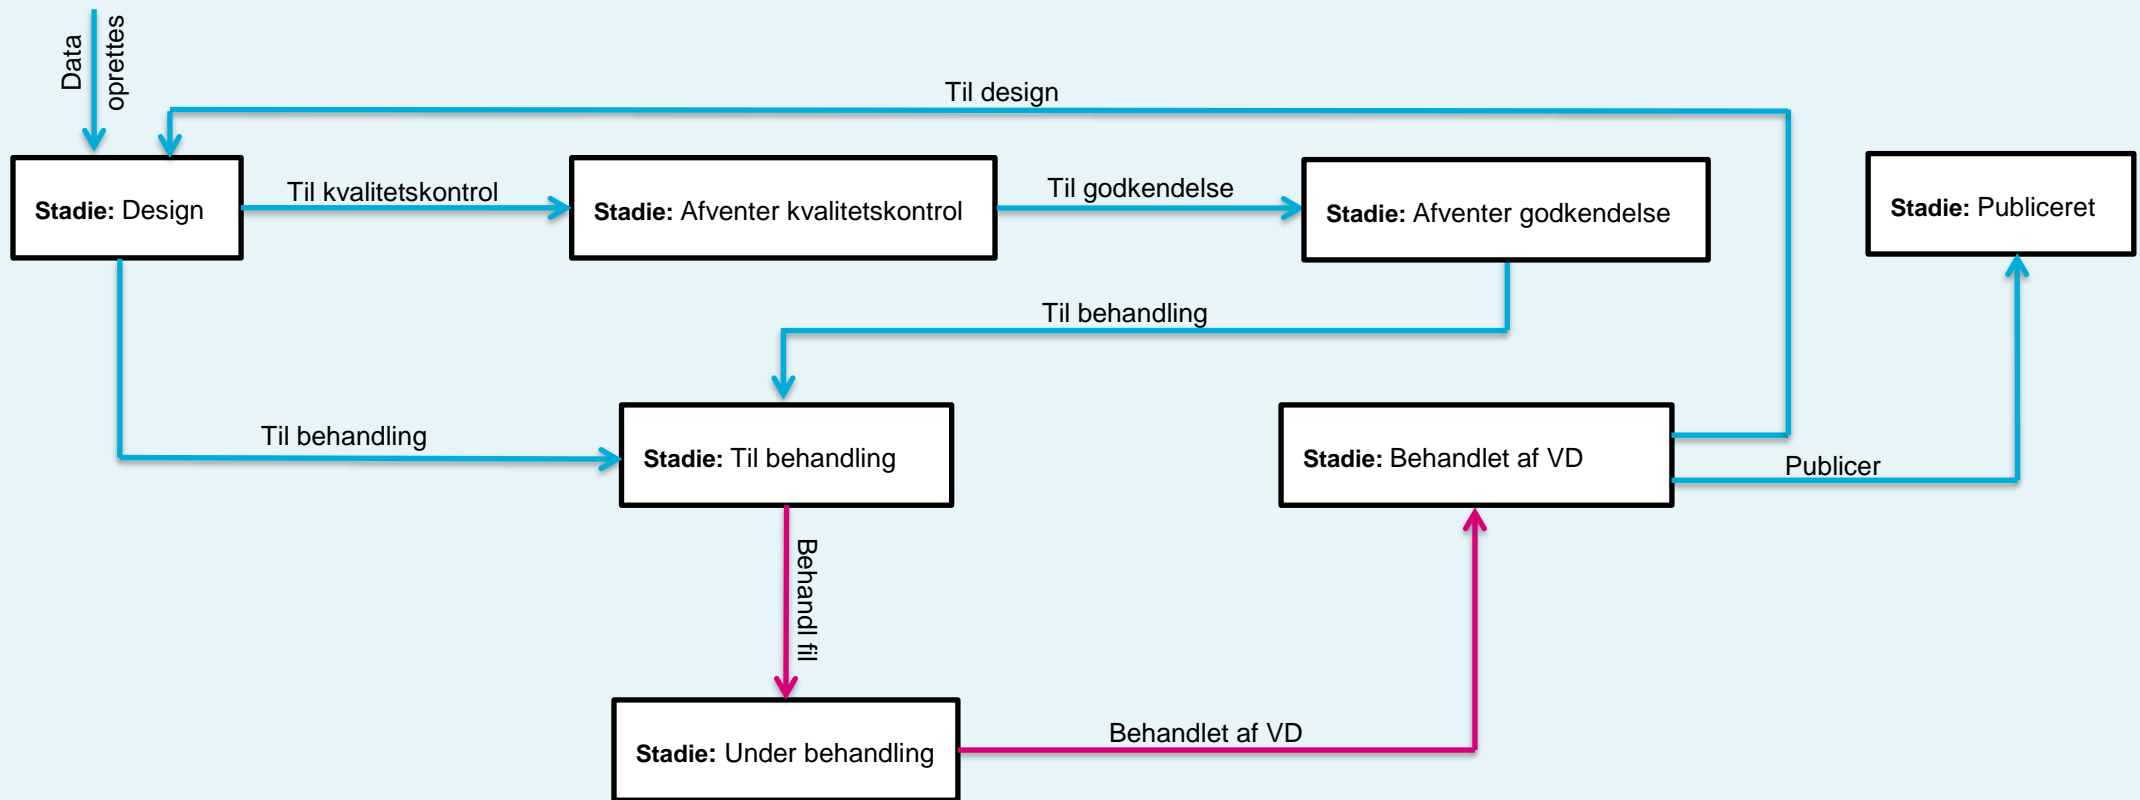 Data
oprettes
Til design
Stadie: Design
Til kvalitetskontrol
Stadie: Afventer kvalitetskontrol
Til godkendelse
Stadie: Afventer godkendelse
Stadie: Publiceret
Til behandling
Til behandling
Stadie: Til behandling
Stadie: Behandlet af VD
Publicer
Behandl fil
Stadie: Under behandling
Behandlet af VD